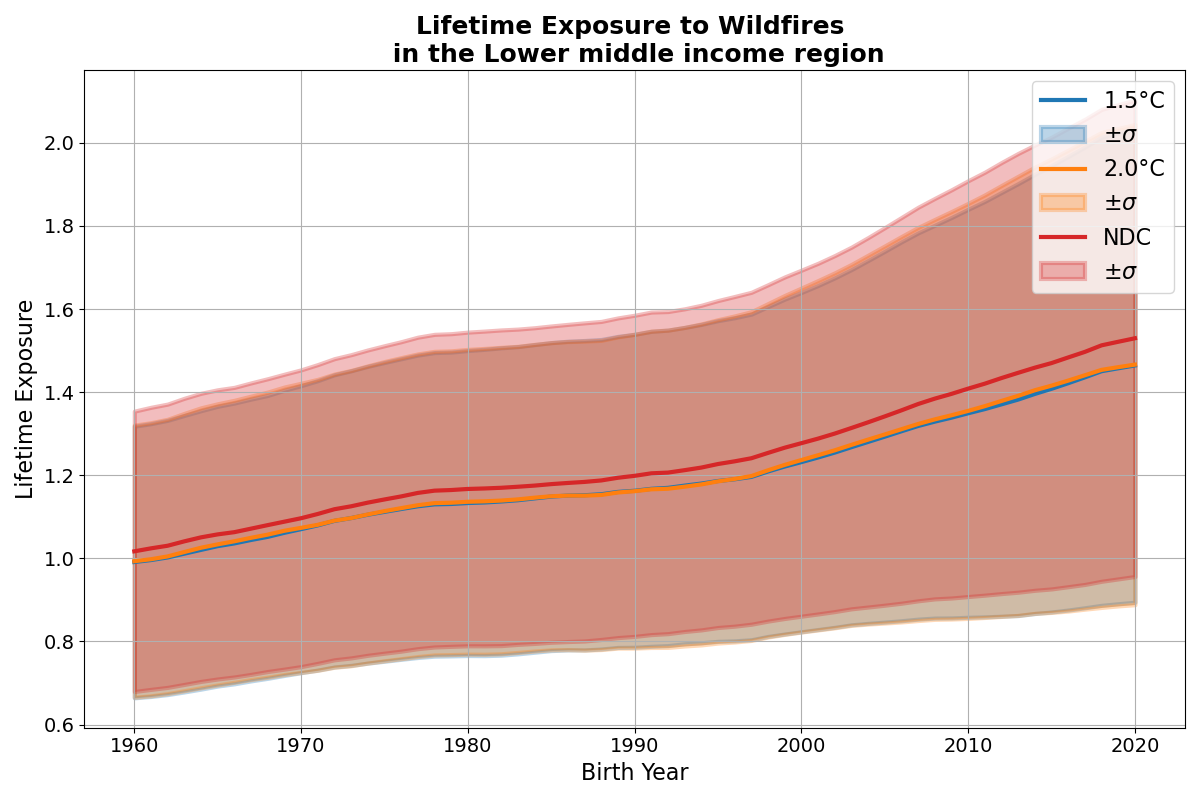 Lifetime Exposure to Wildfires
in the Lower middle income region
Lifetime Exposure
2.0
1.8
1.6
1.4
1.2
1.0
0.8
0.6
1960
1970
1980
1990
2000
2010
2020
Birth Year
1.5°C
±σ
2.0°C
±σ
NDC
±σ